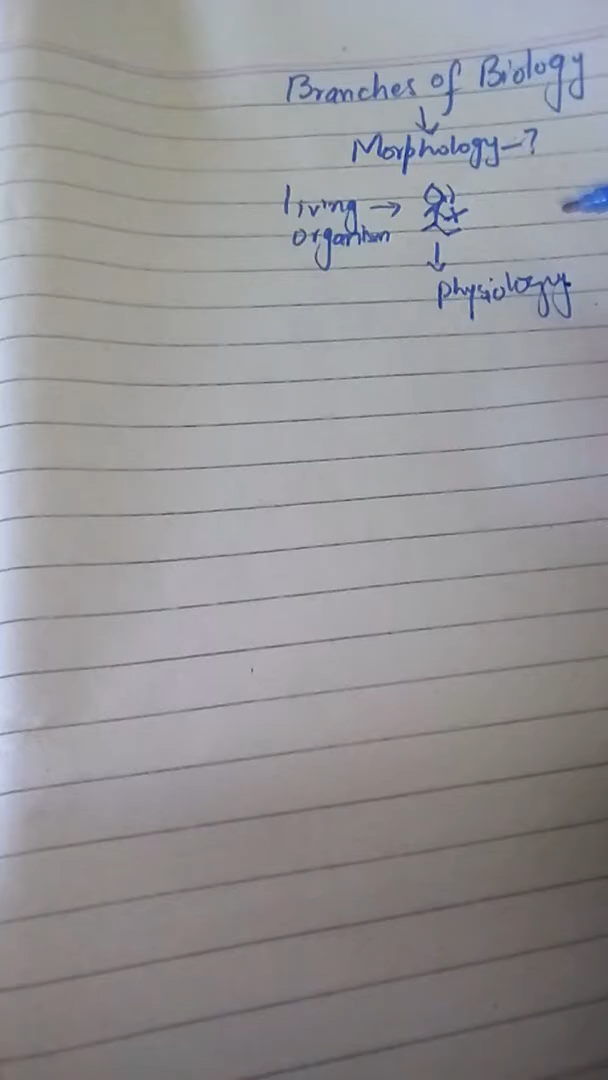 Branches of Biology
↓
Morphology-?
living →
organism
↓
physiology